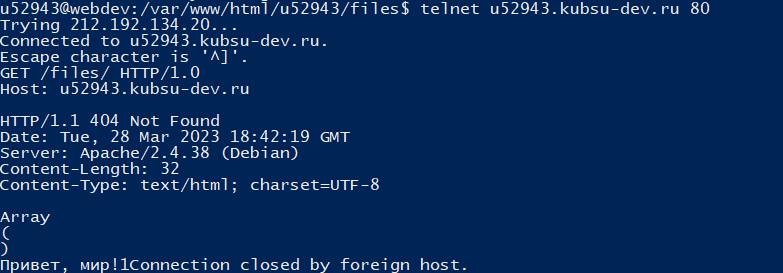 u52943@webdev:/var/www/html/u52943/files$ telnet u52943.kubsu-dev.ru 80
Trying 212.192.134.20...
Connected to u52943.kubsu-dev.ru.
Escape character is '^]'.
GET /files/ HTTP/1.0
Host: u52943.kubsu-dev.ru
HTTP/1.1 404 Not Found
Date: Tue, 28 Mar 2023 18:42:19 GMT
Server: Apache/2.4.38 (Debian)
Content-Length: 32
Content-Type: text/html; charset=UTF-8
Array
(
)
Привет, мир!1Connection closed by foreign host.